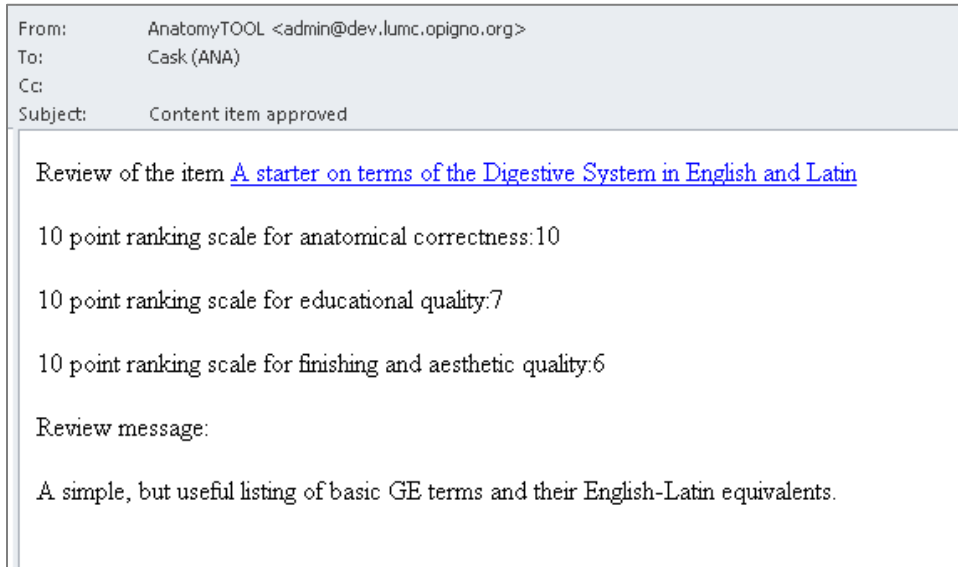 From: AnatomyTOOL <admin@dev.lumc.opigno.org>
To: Cask (ANA)
Cc:
Subject: Content item approved
Review of the item A starter on terms of the Digestive System in English and Latin
10 point ranking scale for anatomical correctness:10
10 point ranking scale for educational quality:7
10 point ranking scale for finishing and aesthetic quality:6
Review message:
A simple, but useful listing of basic GE terms and their English-Latin equivalents.